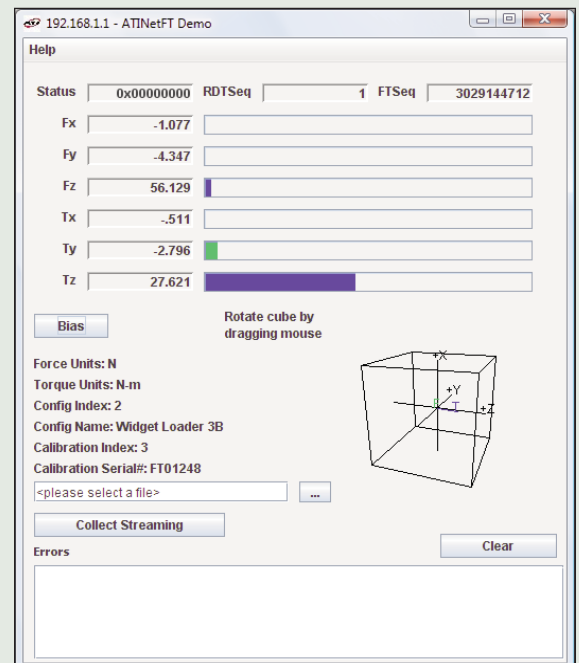 192.168.1.1 - ATINetFT Demo
Help
Status 0x00000000 RDTSeq 1 FTSeq 3029144712
Fx -1.077
Fy -4.347
Fz 56.129
Tx -.511
Ty -2.796
Tz 27.621
Bias
Rotate cube by
dragging mouse
Force Units: N
Torque Units: N-m
Config Index: 2
Config Name: Widget Loader 3B
Calibration Index: 3
Calibration Serial#: FT01248
<please select a file> ...
+X
+Y
+Z
Collect Streaming
Clear
Errors